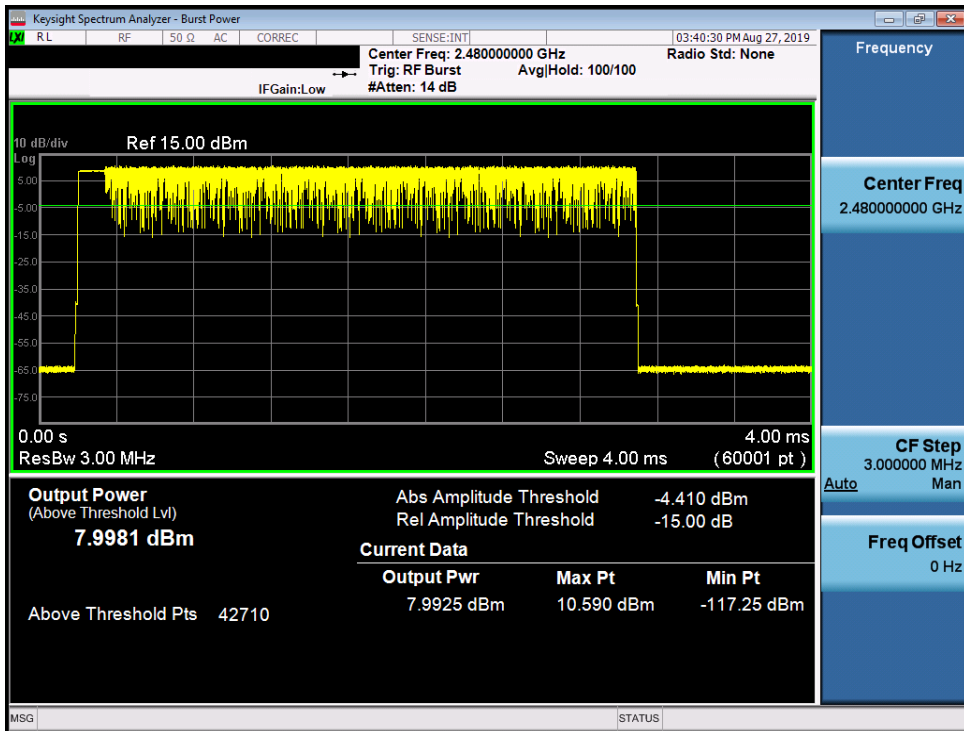 Keysight Spectrum Analyzer - Burst Power
LXI RL RF 50 Ω AC CORREC SENSE:INT 03:40:30 PM Aug 27, 2019
Center Freq: 2.480000000 GHz Radio Std: None
Trig: RF Burst Avg|Hold: 100/100
IFGain:Low #Atten: 14 dB
10 dB/div Ref 15.00 dBm
Log
5.00
-5.00
-15.0
-25.0
-35.0
-45.0
-55.0
-65.0
-75.0
0.00 s 4.00 ms
ResBw 3.00 MHz Sweep 4.00 ms (60001 pt)
Output Power
(Above Threshold Lvl)
7.9981 dBm
Above Threshold Pts 42710
Abs Amplitude Threshold -4.410 dBm
Rel Amplitude Threshold -15.00 dB
Current Data
Output Pwr Max Pt Min Pt
7.9925 dBm 10.590 dBm -117.25 dBm
Frequency
Center Freq
2.480000000 GHz
CF Step
3.000000 MHz
Auto Man
Freq Offset
0 Hz
MSG STATUS